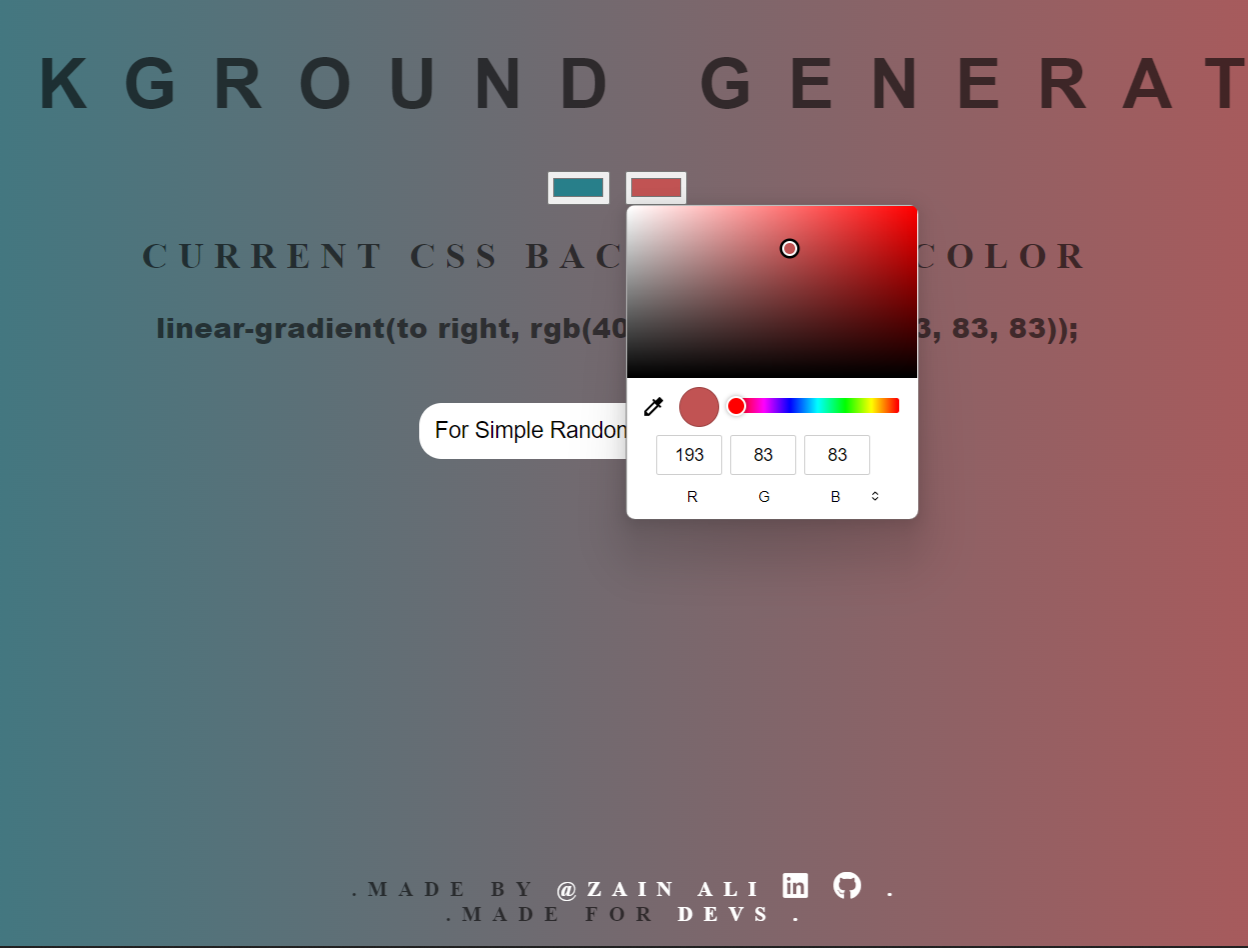 KGROUND GENERAT
CURRENT CSS BAC COLOR
linear-gradient(to right, rgb(40 3, 83, 83));
For Simple Random
193 83 83
R G B
.MADE BY @ZAIN ALI .
.MADE FOR DEVS .